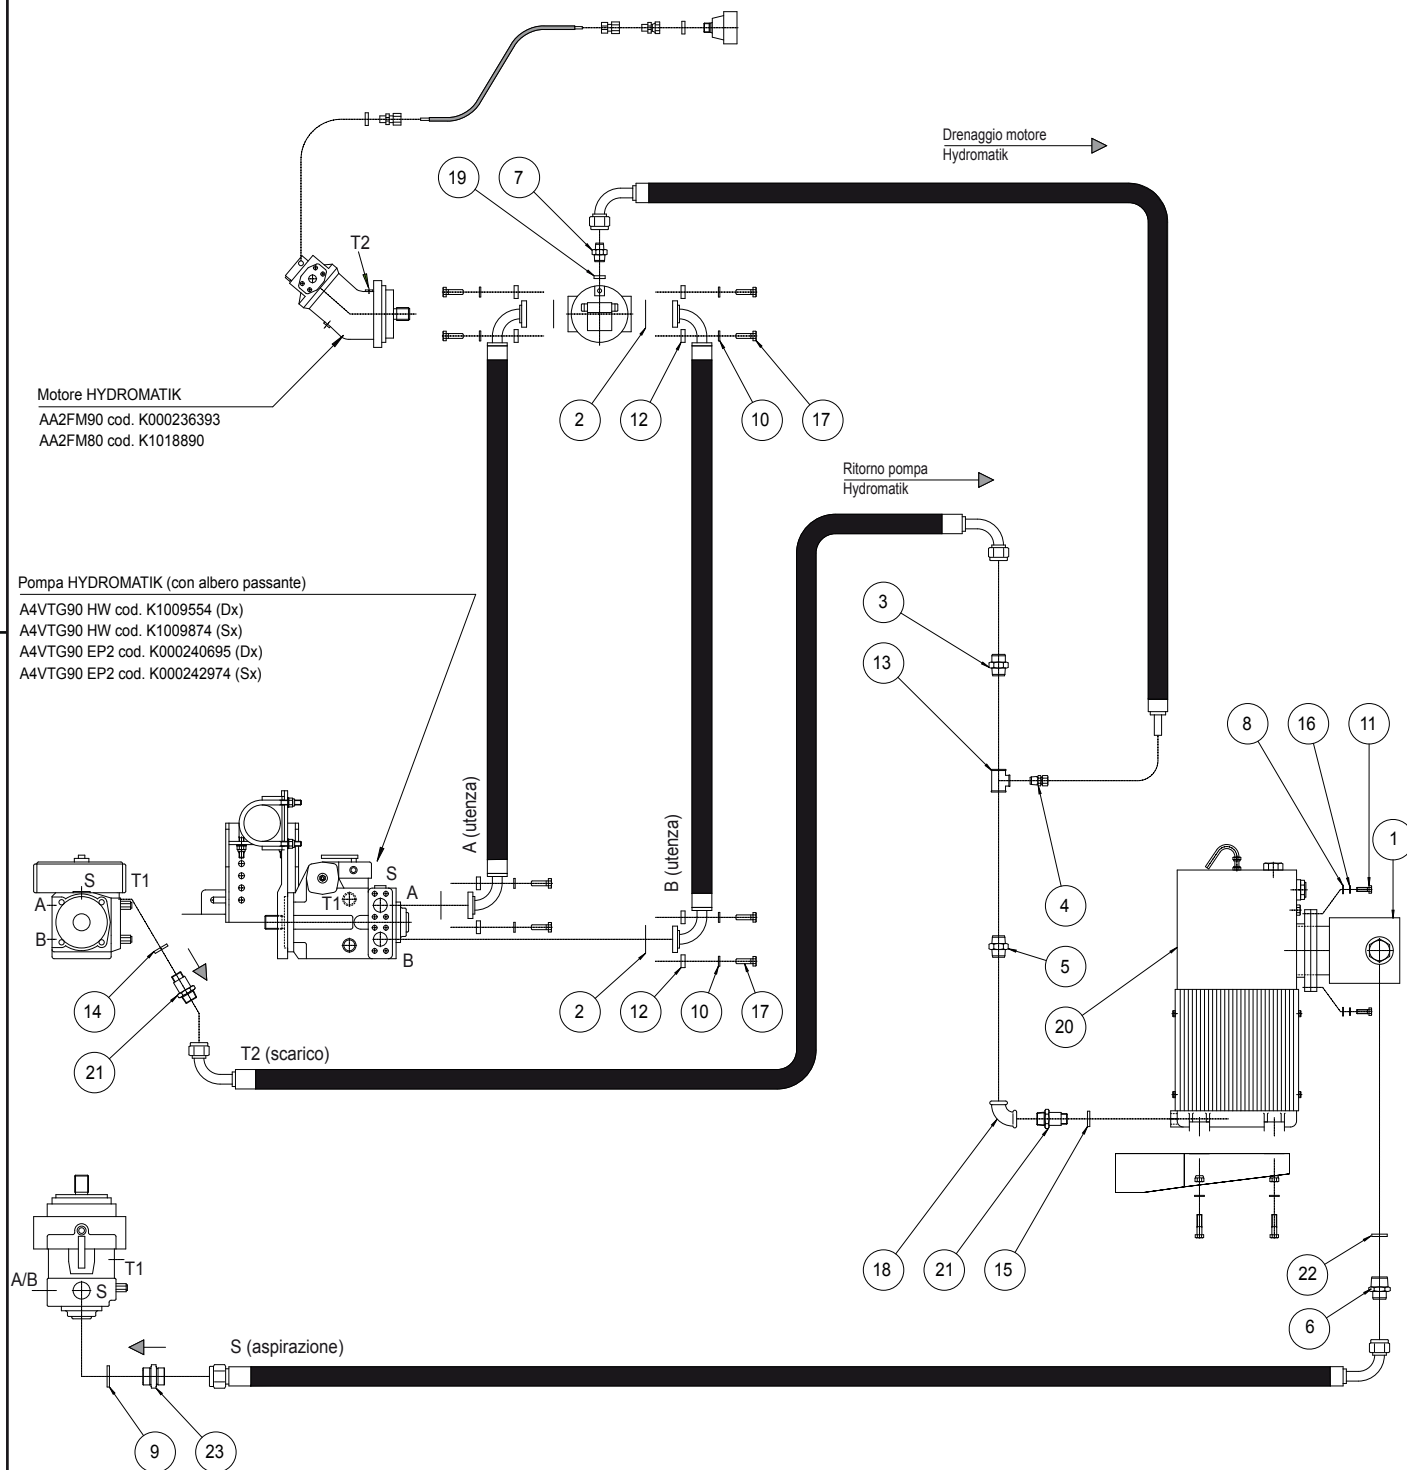 Drenaggio motore
Hydromatik
19
7
T2
Motore HYDROMATIK
AA2FM90 cod. K000236393
AA2FM80 cod. K1018890
2
12
10
17
Ritorno pompa
Hydromatik
Pompa HYDROMATIK (con albero passante)
A4VTG90 HW cod. K1009554 (Dx)
A4VTG90 HW cod. K1009874 (Sx)
A4VTG90 EP2 cod. K000240695 (Dx)
A4VTG90 EP2 cod. K000242974 (Sx)
3
13
8
16
11
1
A (utenza)
B (utenza)
S
T1
A
B
S
T1
A
B
4
5
20
14
21
2
12
10
17
T2 (scarico)
18
21
15
22
6
A/B
T1
S
S (aspirazione)
9
23